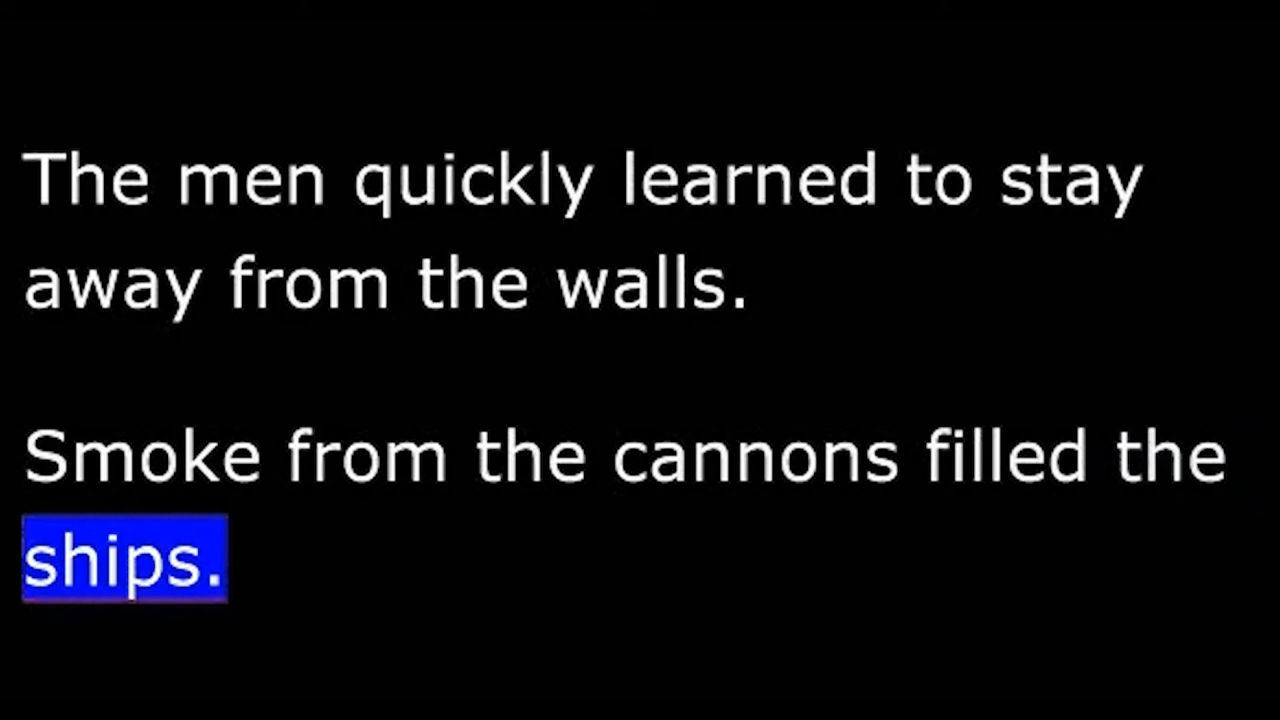 The men quickly learned to stay
away from the walls.
Smoke from the cannons filled the
ships.